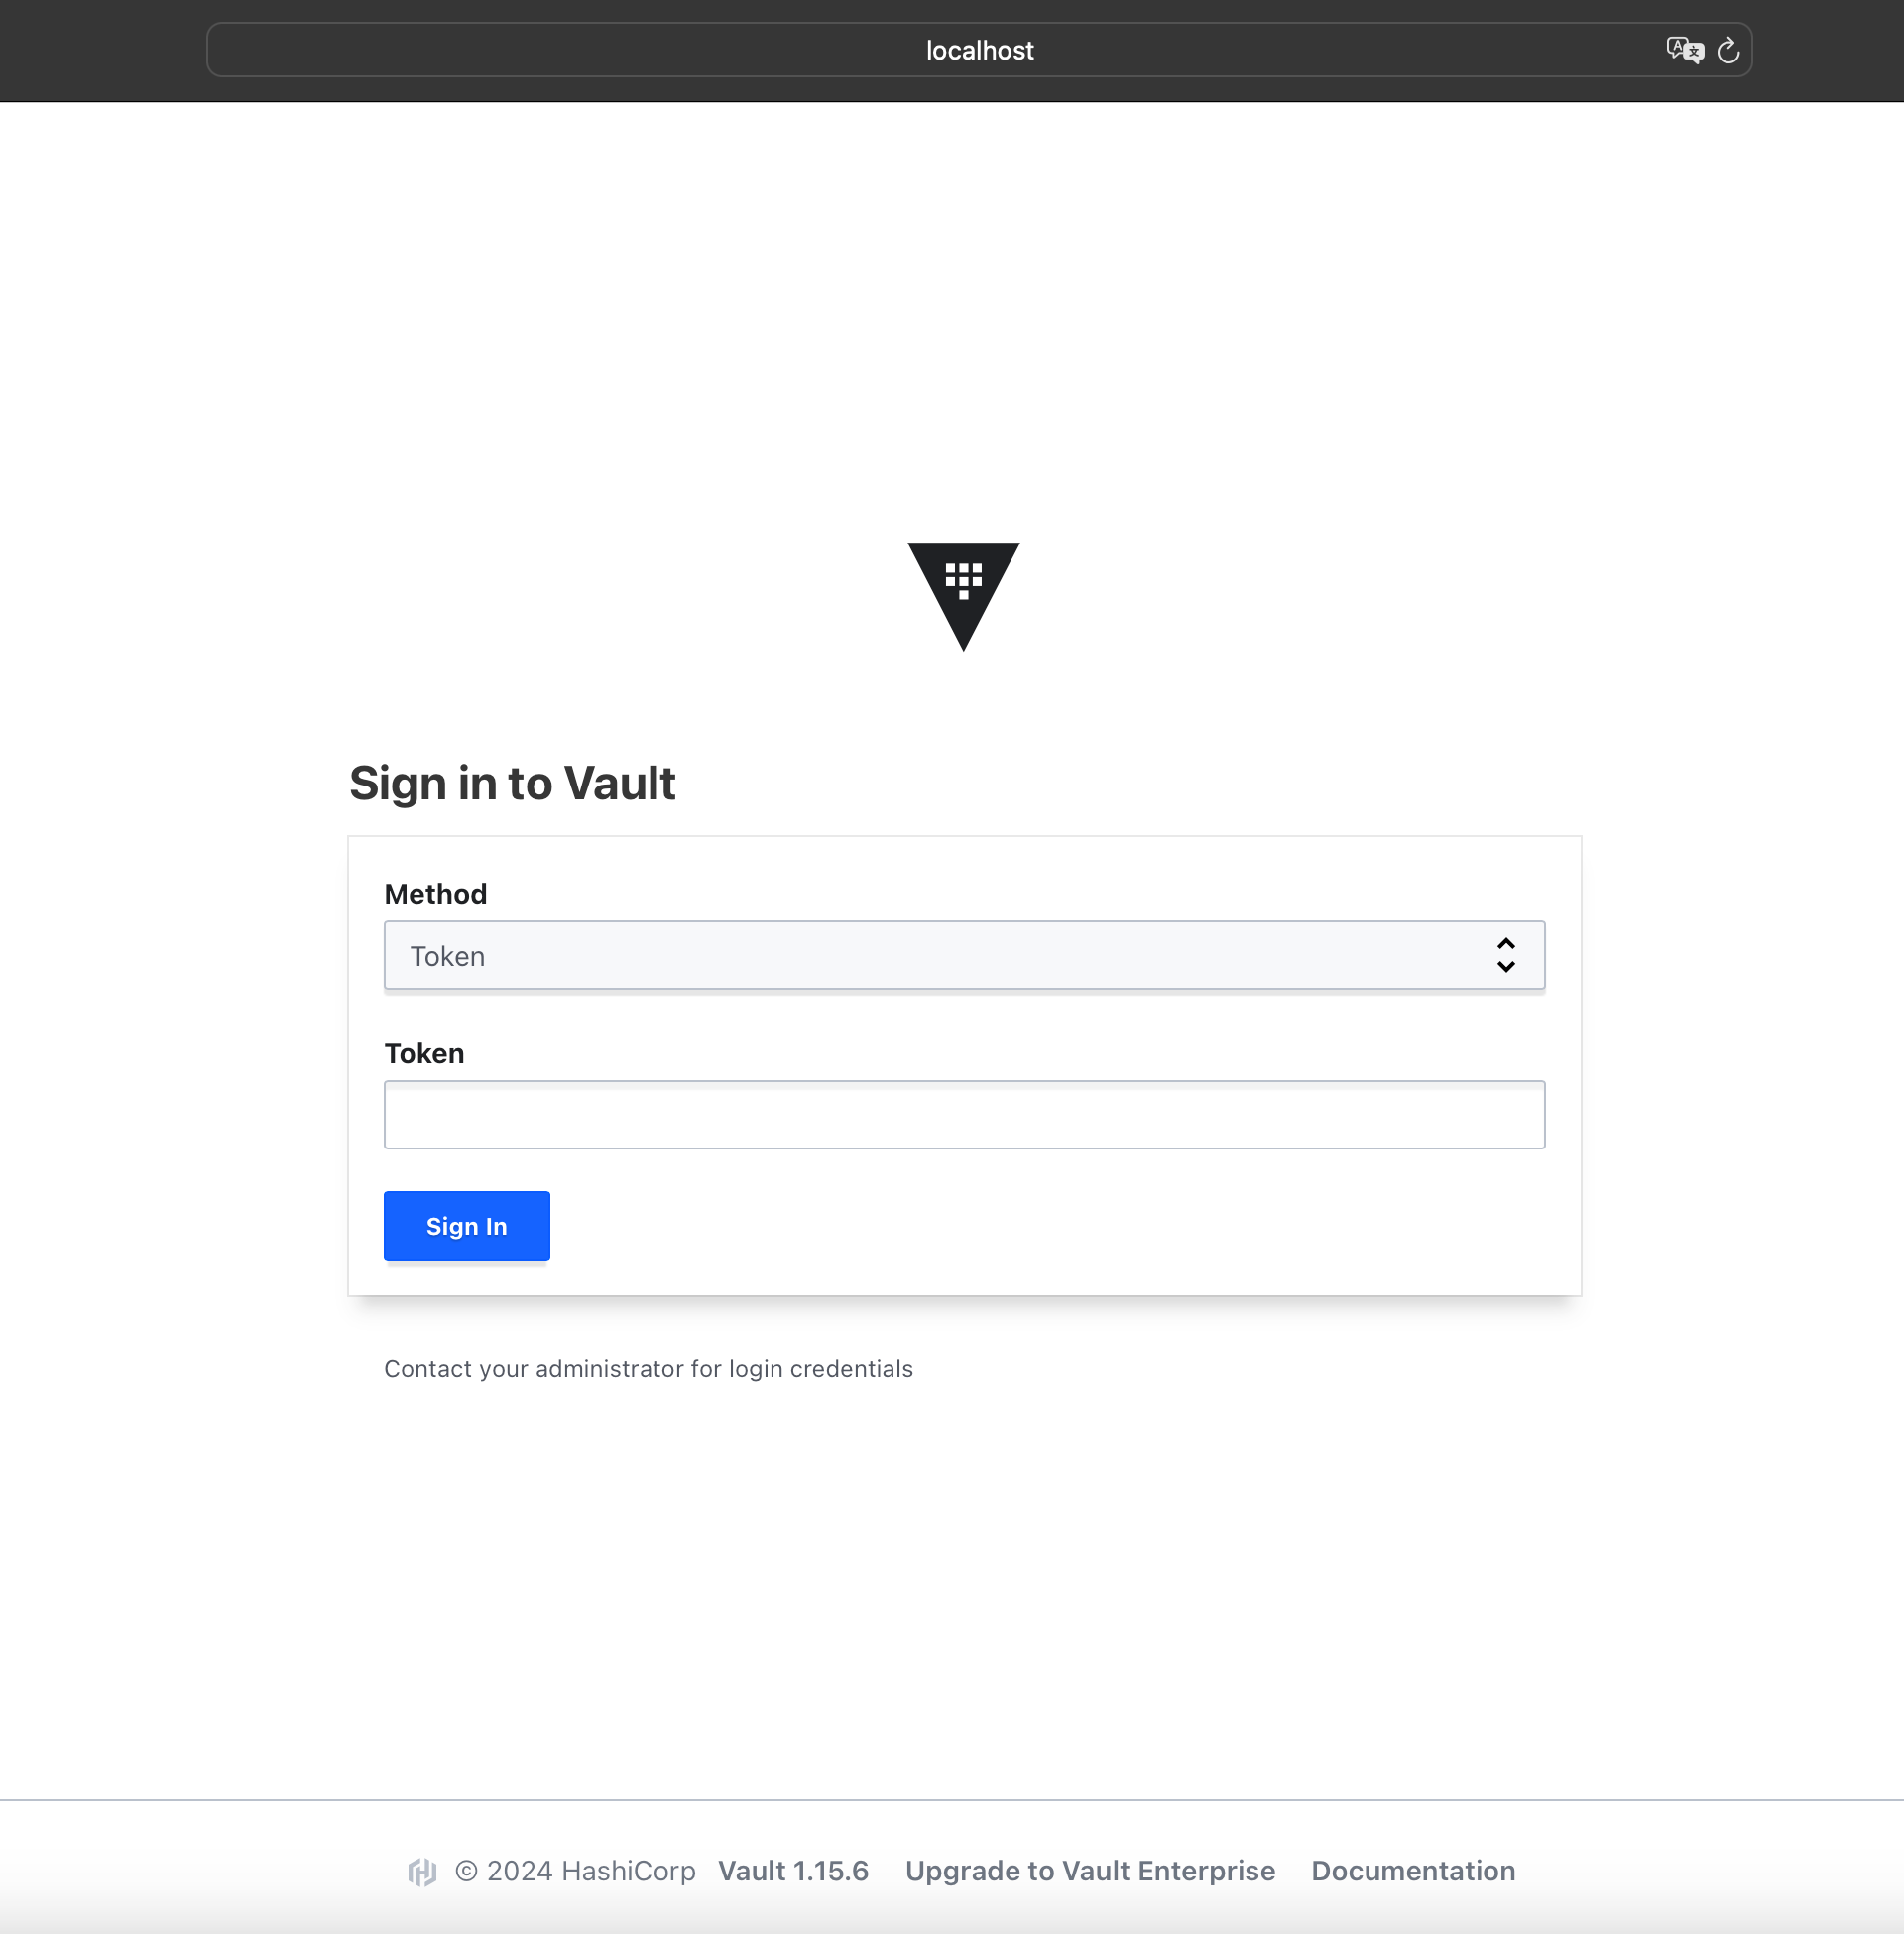 localhost
Sign in to Vault
Method
Token
Token
Sign In
Contact your administrator for login credentials
© 2024 HashiCorp Vault 1.15.6 Upgrade to Vault Enterprise Documentation